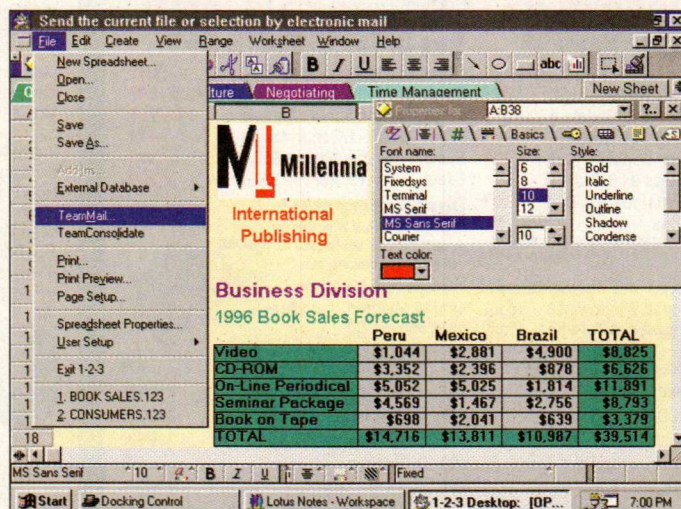 Send the current file or selection by electronic mail
File Edit Create View Range Worksheet Window Help
B I U abc
Negotiating Time Management New Sheet
B
New Spreadsheet...
Open...
Close
Save
Save As...
Add-Ins...
External Database
TeamMail...
TeamConsolidate
Print...
Print Preview...
Page Setup...
Spreadsheet Properties...
User Setup
Exit 1-2-3
1. BOOK SALES.123
2. CONSUMERS.123
Properties for: A:B38 ?..
Z # Basics
Font name: Size: Style:
System 6 Bold
Fixedsys 8 Italic
Terminal 10 Underline
MS Serif 12 Outline
MS Sans Serif Shadow
Courier 10 Condense
Text color:
Millennia
International
Publishing
Business Division
1996 Book Sales Forecast
Peru Mexico Brazil TOTAL
Video $1,044 $2,881 $4,900 $8,825
CD-ROM $3,352 $2,396 $878 $6,626
On-Line Periodical $5,052 $5,025 $1,814 $11,891
Seminar Package $4,569 $1,467 $2,756 $8,793
Book on Tape $698 $2,041 $639 $3,379
18 TOTAL $14,716 $13,811 $10,987 $39,514
MS Sans Serif 10 B I U Fixed
Start Docking Control Lotus Notes - Workspace 1-2-3 Desktop: [OP... 7:00 PM